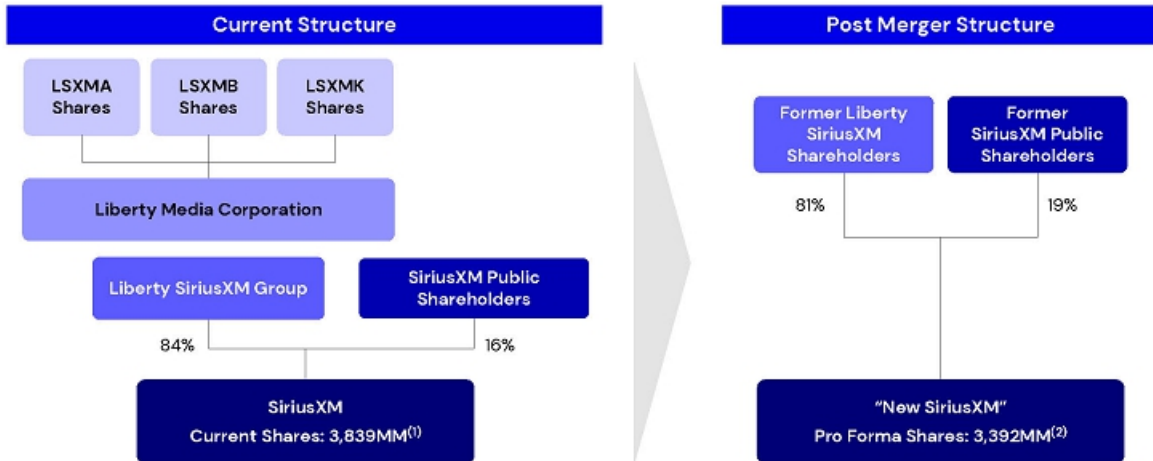 Current Structure
LSXMA
Shares
LSXMB
Shares
LSXMK
Shares
Liberty Media Corporation
Liberty SiriusXM Group
SiriusXM Public
Shareholders
84%
16%
SiriusXM
Current Shares: 3,839MM(1)
Post Merger Structure
Former Liberty
SiriusXM
Shareholders
Former
SiriusXM Public
Shareholders
81%
19%
“New SiriusXM”
Pro Forma Shares: 3,392MM(2)